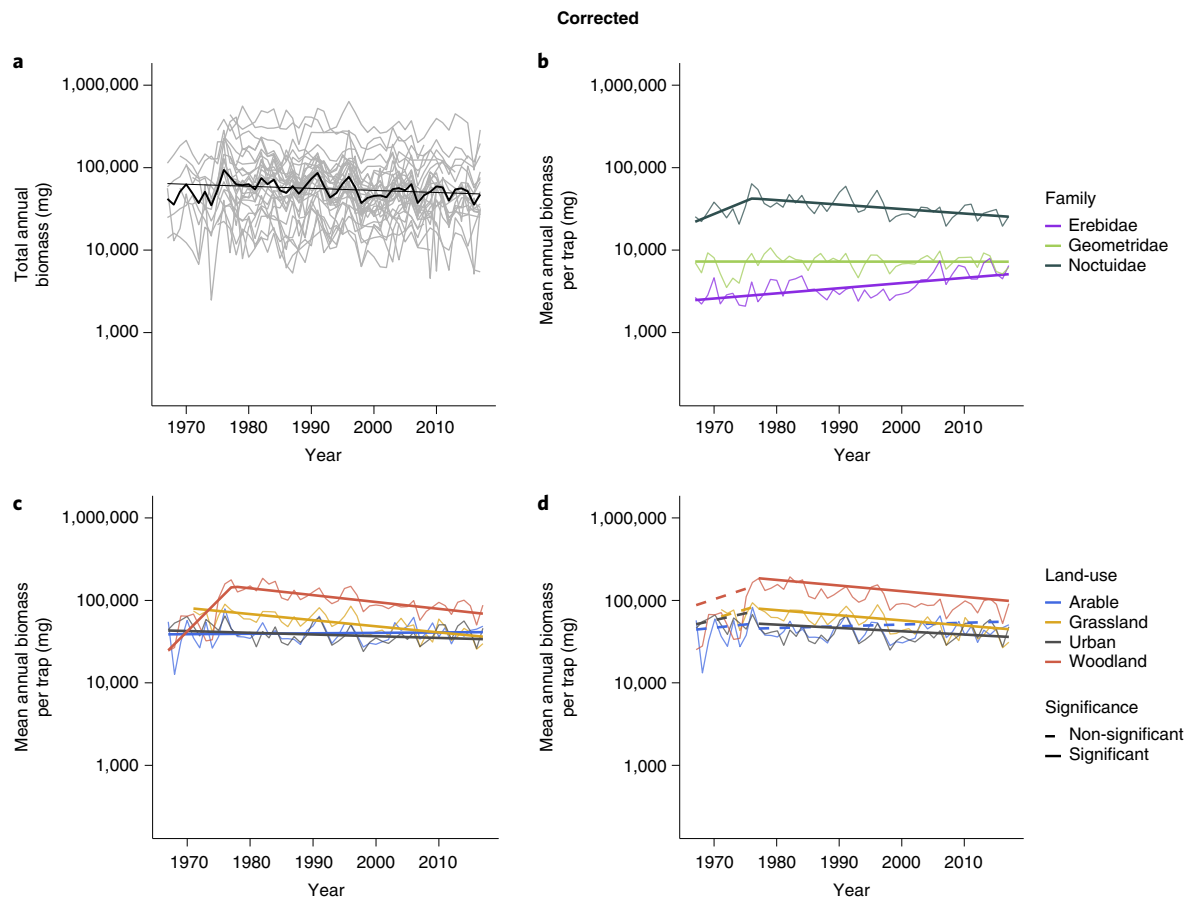 Corrected
a
1,000,000
100,000
10,000
1,000
Total annual
biomass (mg)
1970 1980 1990 2000 2010
Year
b
1,000,000
100,000
10,000
1,000
Mean annual biomass
per trap (mg)
1970 1980 1990 2000 2010
Year
Family
Erebidae
Geometridae
Noctuidae
c
1,000,000
100,000
10,000
1,000
Mean annual biomass
per trap (mg)
1970 1980 1990 2000 2010
Year
d
1,000,000
100,000
10,000
1,000
Mean annual biomass
per trap (mg)
1970 1980 1990 2000 2010
Year
Land-use
Arable
Grassland
Urban
Woodland
Significance
Non-significant
Significant